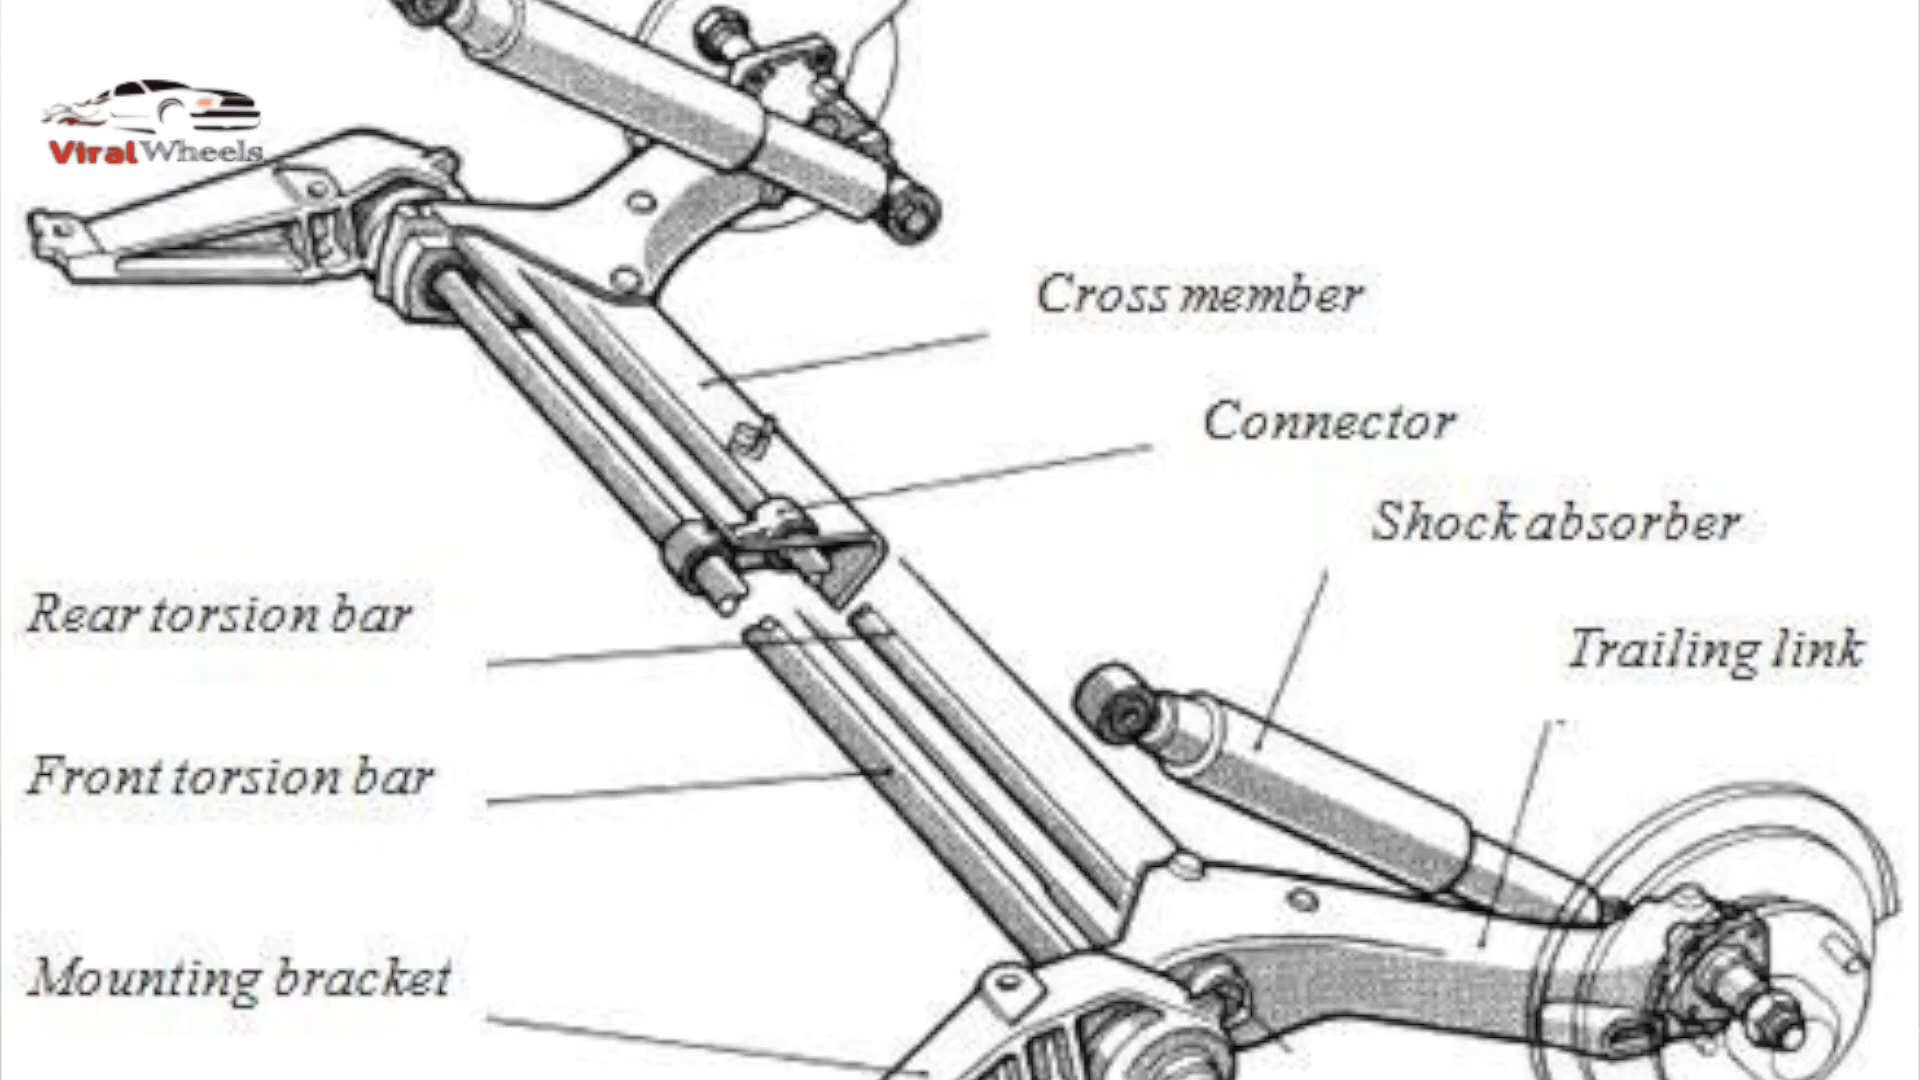 ViralWheels
Cross member
Connector
Shock absorber
Rear torsion bar
Trailing link
Front torsion bar
Mounting bracket